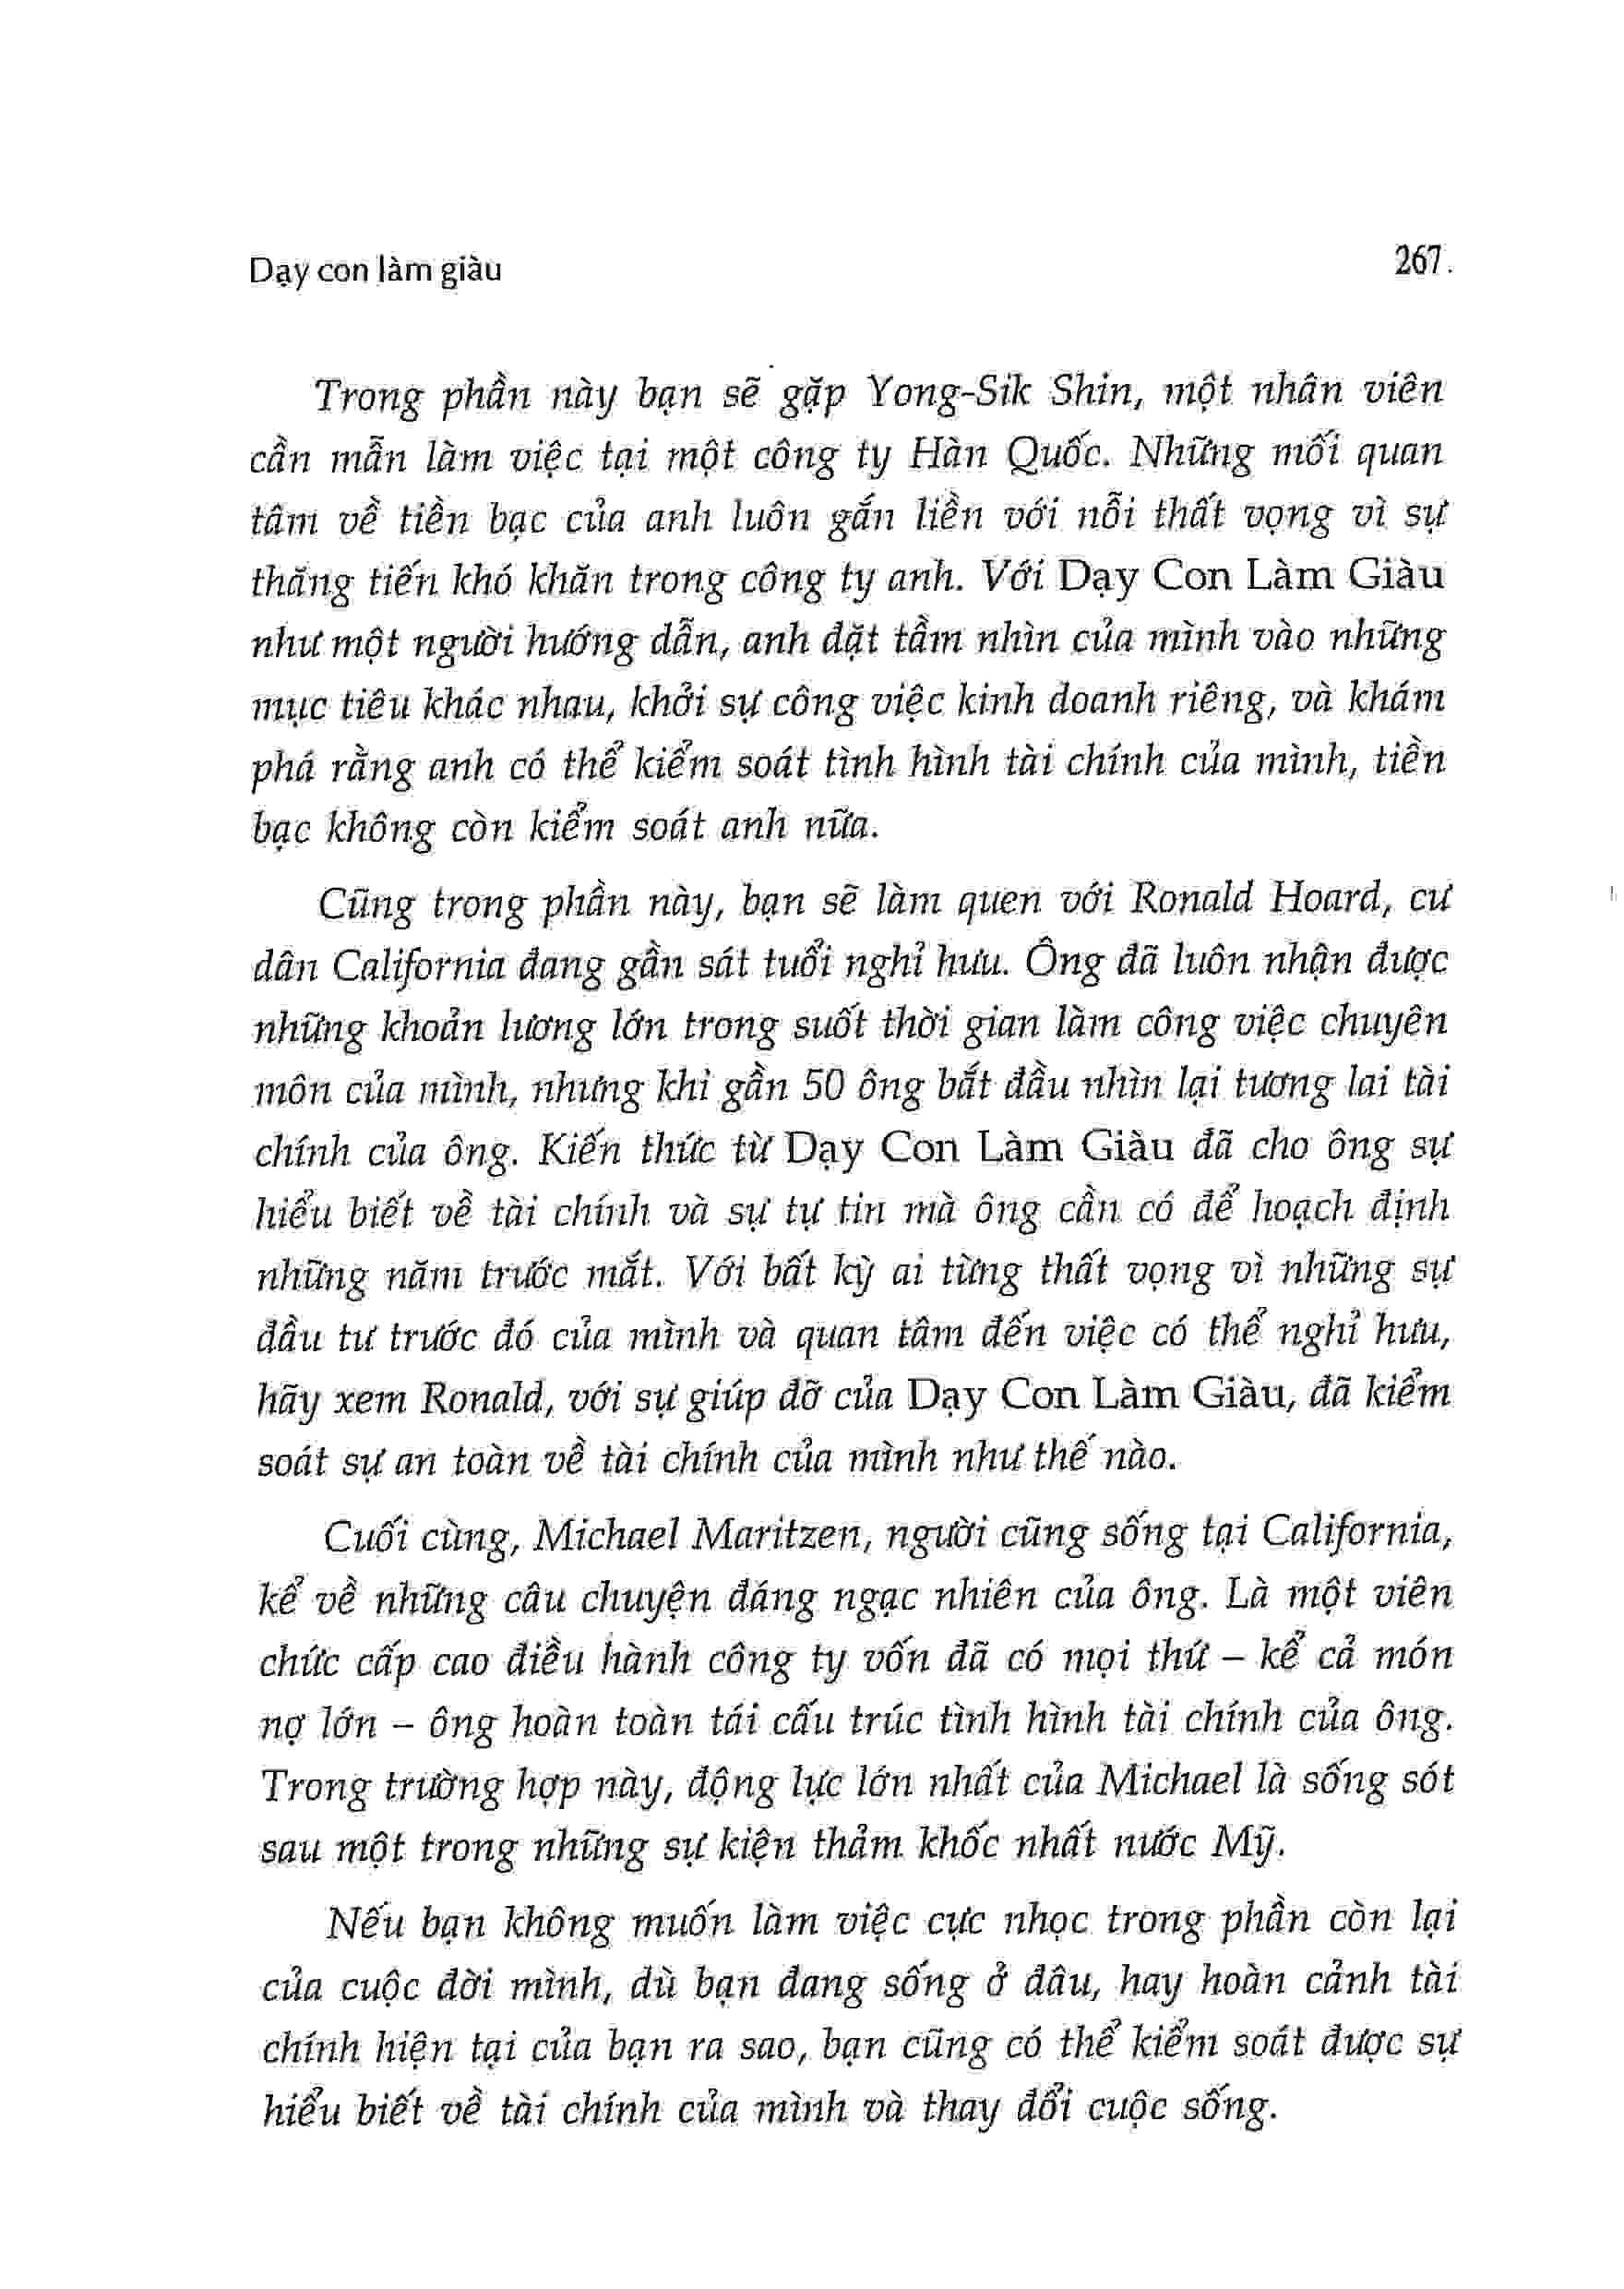 Dạy con làm giàu
267.
Trong phần này bạn sẽ gặp Yong-Sik Shin, một nhân viên
cần mẫn làm việc tại một công ty Hàn Quốc. Những mối quan
tâm về tiền bạc của anh luôn gắn liền với nỗi thất vọng vì sự
thăng tiến khó khăn trong công ty anh. Với Dạy Con Làm Giàu
như một người hướng dẫn, anh đặt tầm nhìn của mình vào những
mục tiêu khác nhau, khởi sự công việc kinh doanh riêng, và khám
phá rằng anh có thể kiểm soát tình hình tài chính của mình, tiền
bạc không còn kiểm soát anh nữa.
Cũng trong phần này, bạn sẽ làm quen với Ronald Hoard, cư
dân California đang gần sát tuổi nghỉ hưu. Ông đã luôn nhận được
những khoản lương lớn trong suốt thời gian làm công việc chuyên
môn của mình, nhưng khi gần 50 ông bắt đầu nhìn lại tương lai tài
chính của ông. Kiến thức từ Dạy Con Làm Giàu đã cho ông sự
hiểu biết về tài chính và sự tự tin mà ông cần có để hoạch định
những năm trước mắt. Với bất kỳ ai từng thất vọng vì những sự
đầu tư trước đó của mình và quan tâm đến việc có thể nghỉ hưu,
hãy xem Ronald, với sự giúp đỡ của Dạy Con Làm Giàu, đã kiểm
soát sự an toàn về tài chính của mình như thế nào.
Cuối cùng, Michael Maritzen, người cũng sống tại California,
kể về những câu chuyện đáng ngạc nhiên của ông. Là một viên
chức cấp cao điều hành công ty vốn đã có mọi thứ – kể cả món
nợ lớn – ông hoàn toàn tái cấu trúc tình hình tài chính của ông.
Trong trường hợp này, động lực lớn nhất của Michael là sống sót
sau một trong những sự kiện thảm khốc nhất nước Mỹ.
Nếu bạn không muốn làm việc cực nhọc trong phần còn lại
của cuộc đời mình, dù bạn đang sống ở đâu, hay hoàn cảnh tài
chính hiện tại của bạn ra sao, bạn cũng có thể kiểm soát được sự
hiểu biết về tài chính của mình và thay đổi cuộc sống.